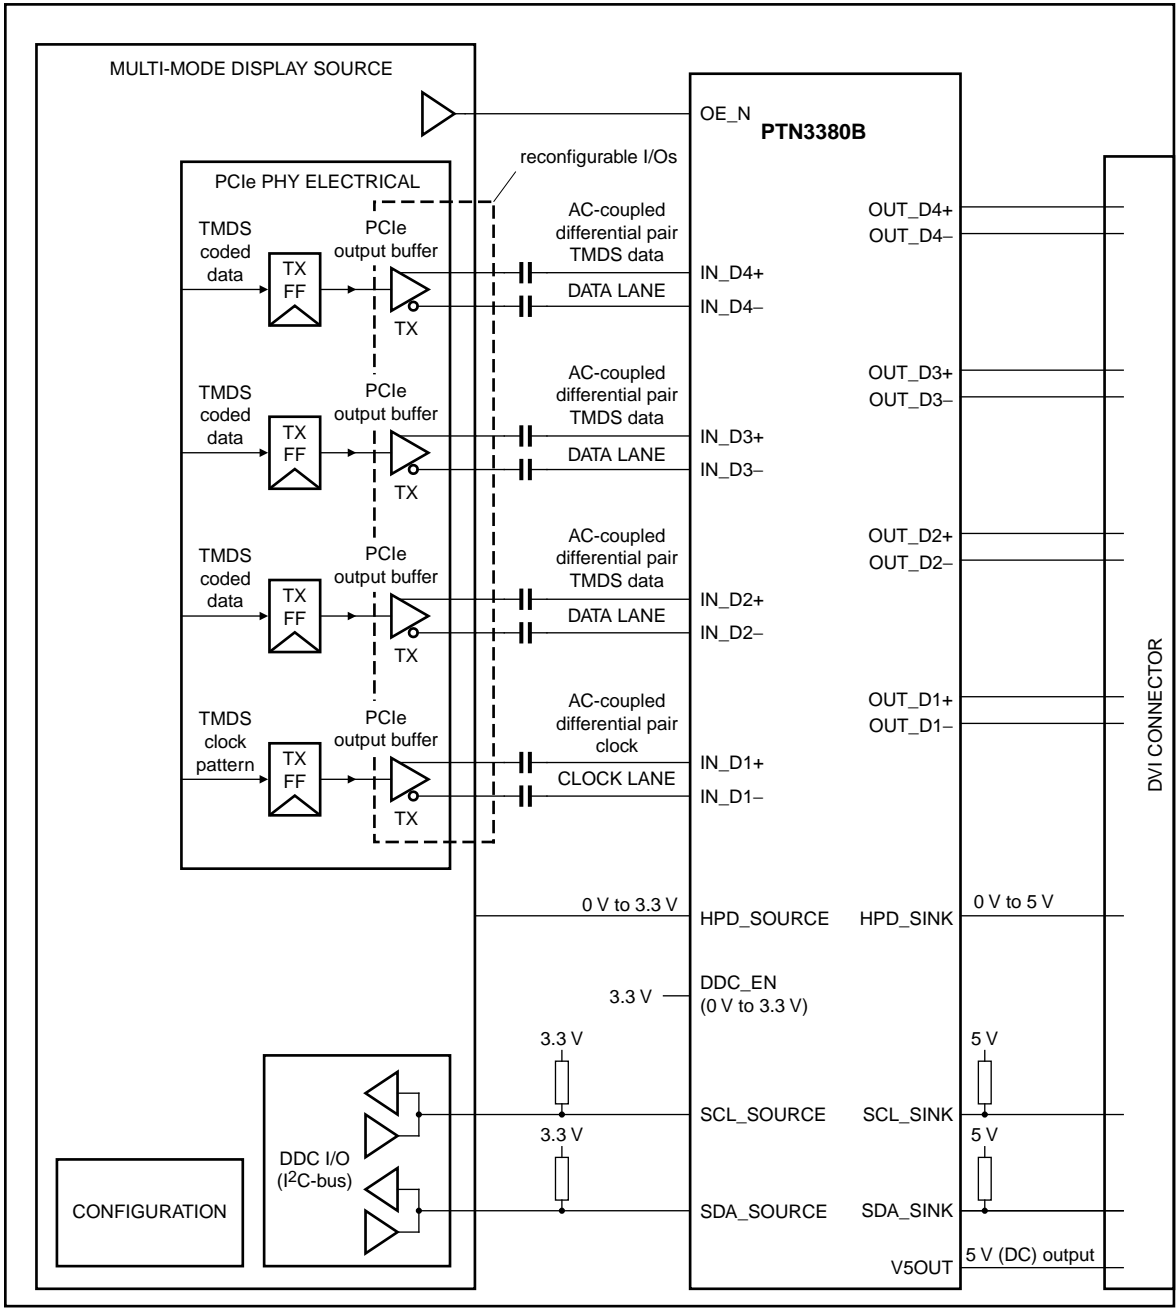 MULTI-MODE DISPLAY SOURCE
OE_N
PTN3380B
reconfigurable I/Os
PCIe PHY ELECTRICAL
TMDS
coded
data
TX
FF
PCIe
output buffer
TX
AC-coupled
differential pair
TMDS data
DATA LANE
IN_D4+
IN_D4−
OUT_D4+
OUT_D4−
TMDS
coded
data
TX
FF
PCIe
output buffer
TX
AC-coupled
differential pair
TMDS data
DATA LANE
IN_D3+
IN_D3−
OUT_D3+
OUT_D3−
TMDS
coded
data
TX
FF
PCIe
output buffer
TX
AC-coupled
differential pair
TMDS data
DATA LANE
IN_D2+
IN_D2−
OUT_D2+
OUT_D2−
TMDS
clock
pattern
TX
FF
PCIe
output buffer
TX
AC-coupled
differential pair
clock
CLOCK LANE
IN_D1+
IN_D1−
OUT_D1+
OUT_D1−
DVI CONNECTOR
0 V to 3.3 V
HPD_SOURCE
HPD_SINK
0 V to 5 V
3.3 V
DDC_EN
(0 V to 3.3 V)
3.3 V
SCL_SOURCE
SCL_SINK
5 V
3.3 V
SDA_SOURCE
SDA_SINK
5 V
DDC I/O
(I²C-bus)
CONFIGURATION
V5OUT
5 V (DC) output